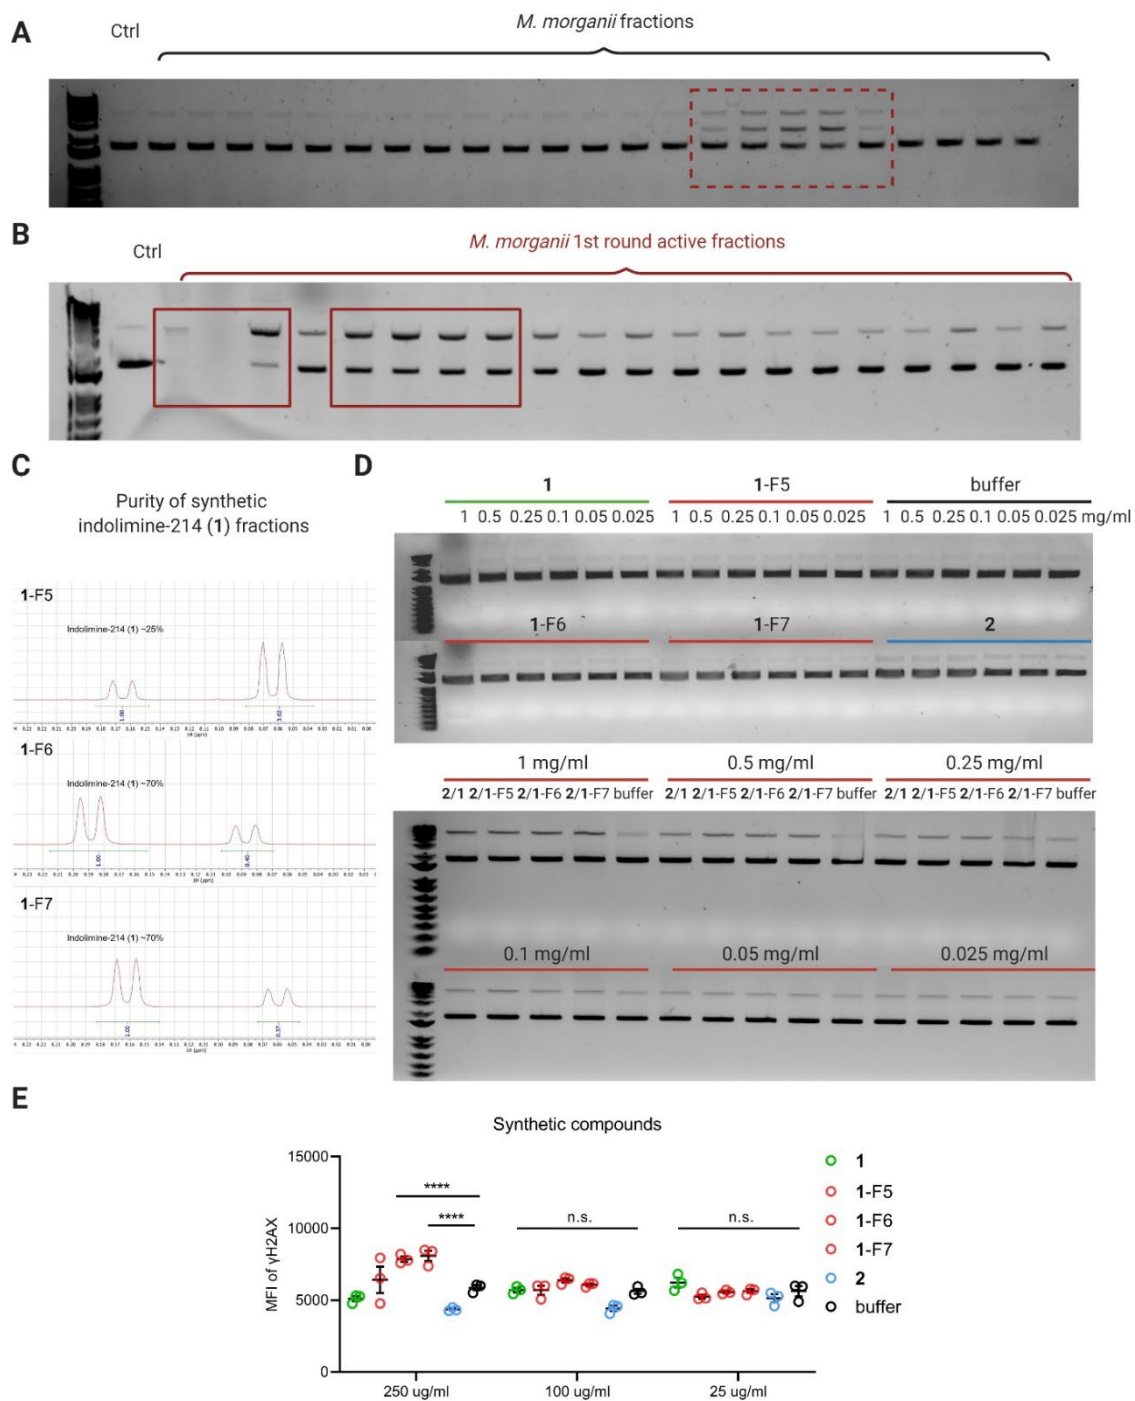 A
Ctrl
M. morganii fractions
B
Ctrl
M. morganii 1st round active fractions
C
Purity of synthetic
indolimine-214 (1) fractions
1-F5
Indolimine-214 (1) ~25%
1-F6
Indolimine-214 (1) ~70%
1-F7
Indolimine-214 (1) ~70%
D
1 1-F5 buffer
1 0.5 0.25 0.1 0.05 0.025 1 0.5 0.25 0.1 0.05 0.025 1 0.5 0.25 0.1 0.05 0.025 mg/ml
1-F6 1-F7 2
1 mg/ml 0.5 mg/ml 0.25 mg/ml
2/1 2/1-F5 2/1-F6 2/1-F7 buffer 2/1 2/1-F5 2/1-F6 2/1-F7 buffer 2/1 2/1-F5 2/1-F6 2/1-F7 buffer
0.1 mg/ml 0.05 mg/ml 0.025 mg/ml
E
Synthetic compounds
MFI of γH2AX
15000
10000
5000
0
****
****
n.s.
n.s.
250 ug/ml 100 ug/ml 25 ug/ml
1
1-F5
1-F6
1-F7
2
buffer